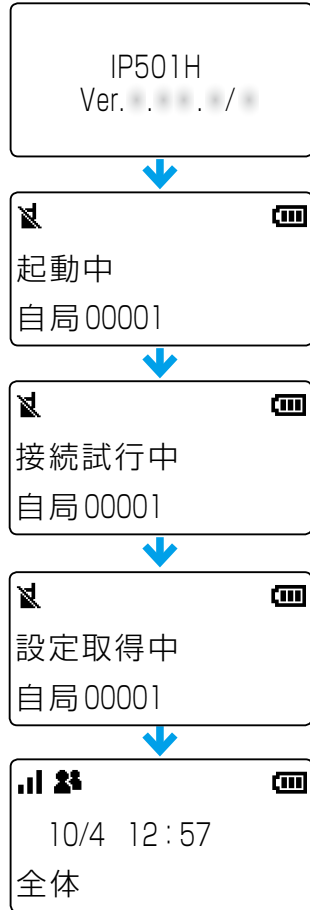 IP501H
Ver.
起動中
自局00001
接続試行中
自局00001
設定取得中
自局00001
10/4 12:57
全体